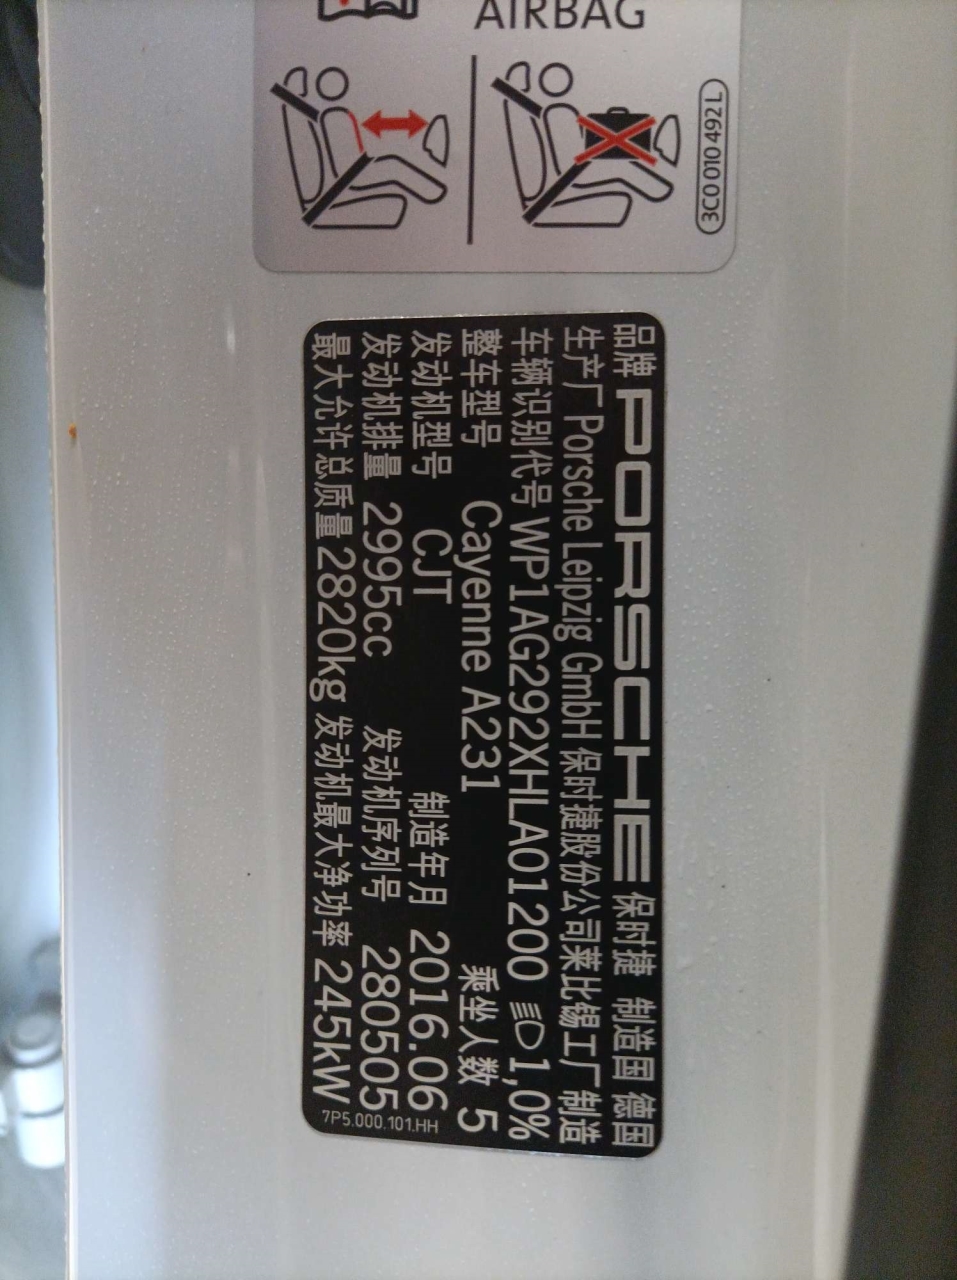 AIRBAG
3C0 010 492 L
品牌 PORSCHE 保时捷 制造国 德国
生产厂 Porsche Leipzig GmbH 保时捷股份公司莱比锡工厂制造
车辆识别代号 WP1AG292XHLA01200 1,0%
整车型号 Cayenne A231 乘坐人数 5
发动机型号 CJT 制造年月 2016.06
发动机排量 2995cc 发动机序列号 280505
最大允许总质量 2820kg 发动机最大净功率 245kW
7P5.000.101.HH